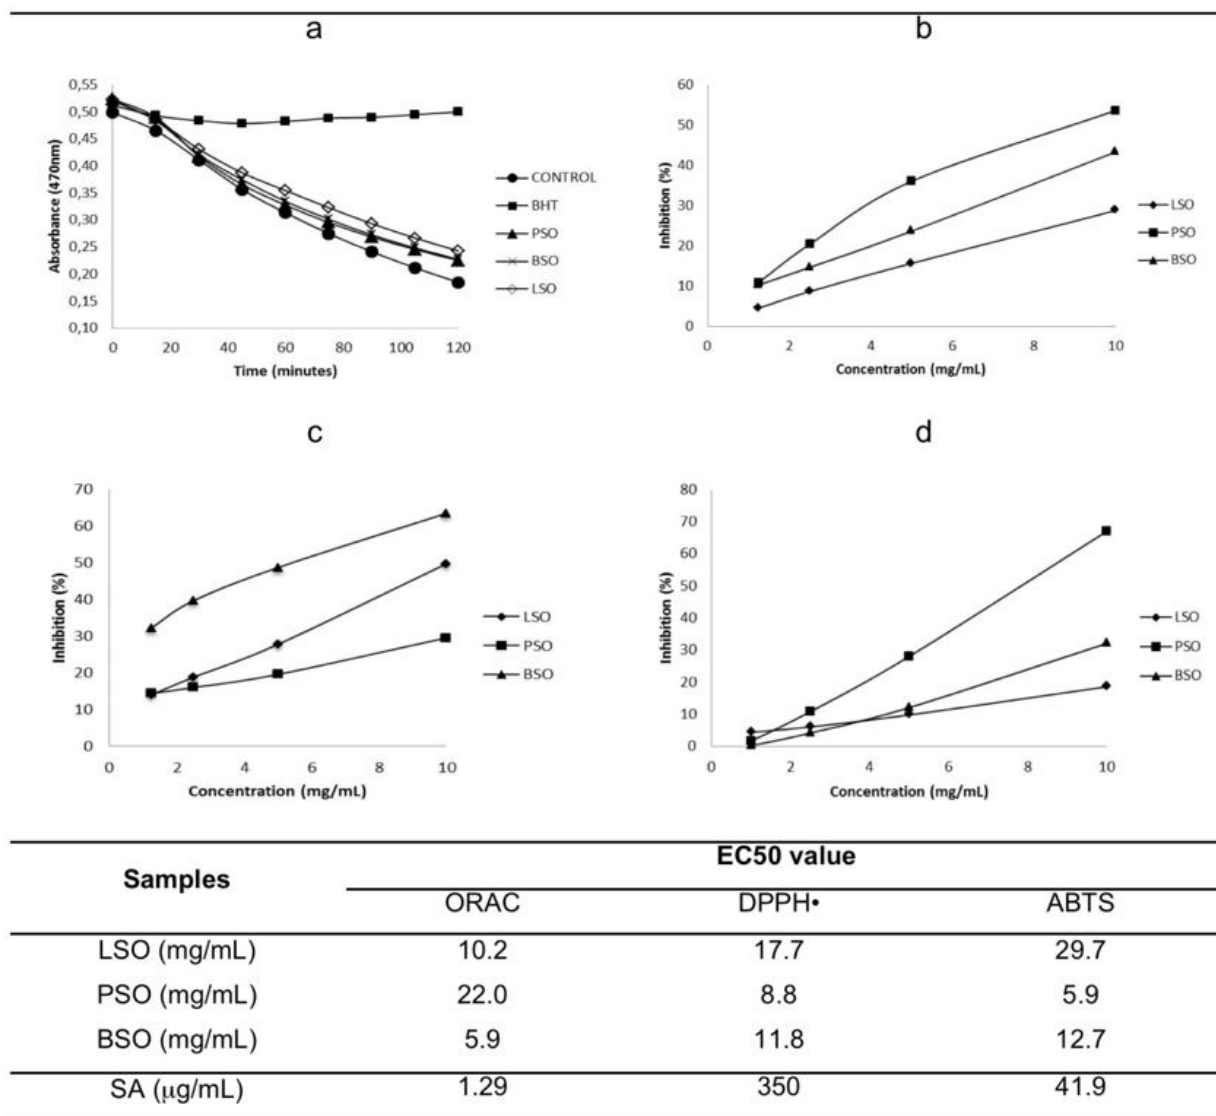 a
0,55
0,50
0,45
0,40
0,35
0,30
0,25
0,20
0,15
0,10
0 20 40 60 80 100 120
Absorbance (470nm)
Time (minutes)
CONTROL
BHT
PSO
BSO
LSO
b
60
50
40
30
20
10
0
0 2 4 6 8 10
Inhibition (%)
Concentration (mg/mL)
LSO
PSO
BSO
c
70
60
50
40
30
20
10
0
0 2 4 6 8 10
Inhibition (%)
Concentration (mg/mL)
LSO
PSO
BSO
d
80
70
60
50
40
30
20
10
0
0 2 4 6 8 10
Inhibition (%)
Concentration (mg/mL)
LSO
PSO
BSO
Samples EC50 value
ORAC DPPH• ABTS
LSO (mg/mL) 10.2 17.7 29.7
PSO (mg/mL) 22.0 8.8 5.9
BSO (mg/mL) 5.9 11.8 12.7
SA (μg/mL) 1.29 350 41.9